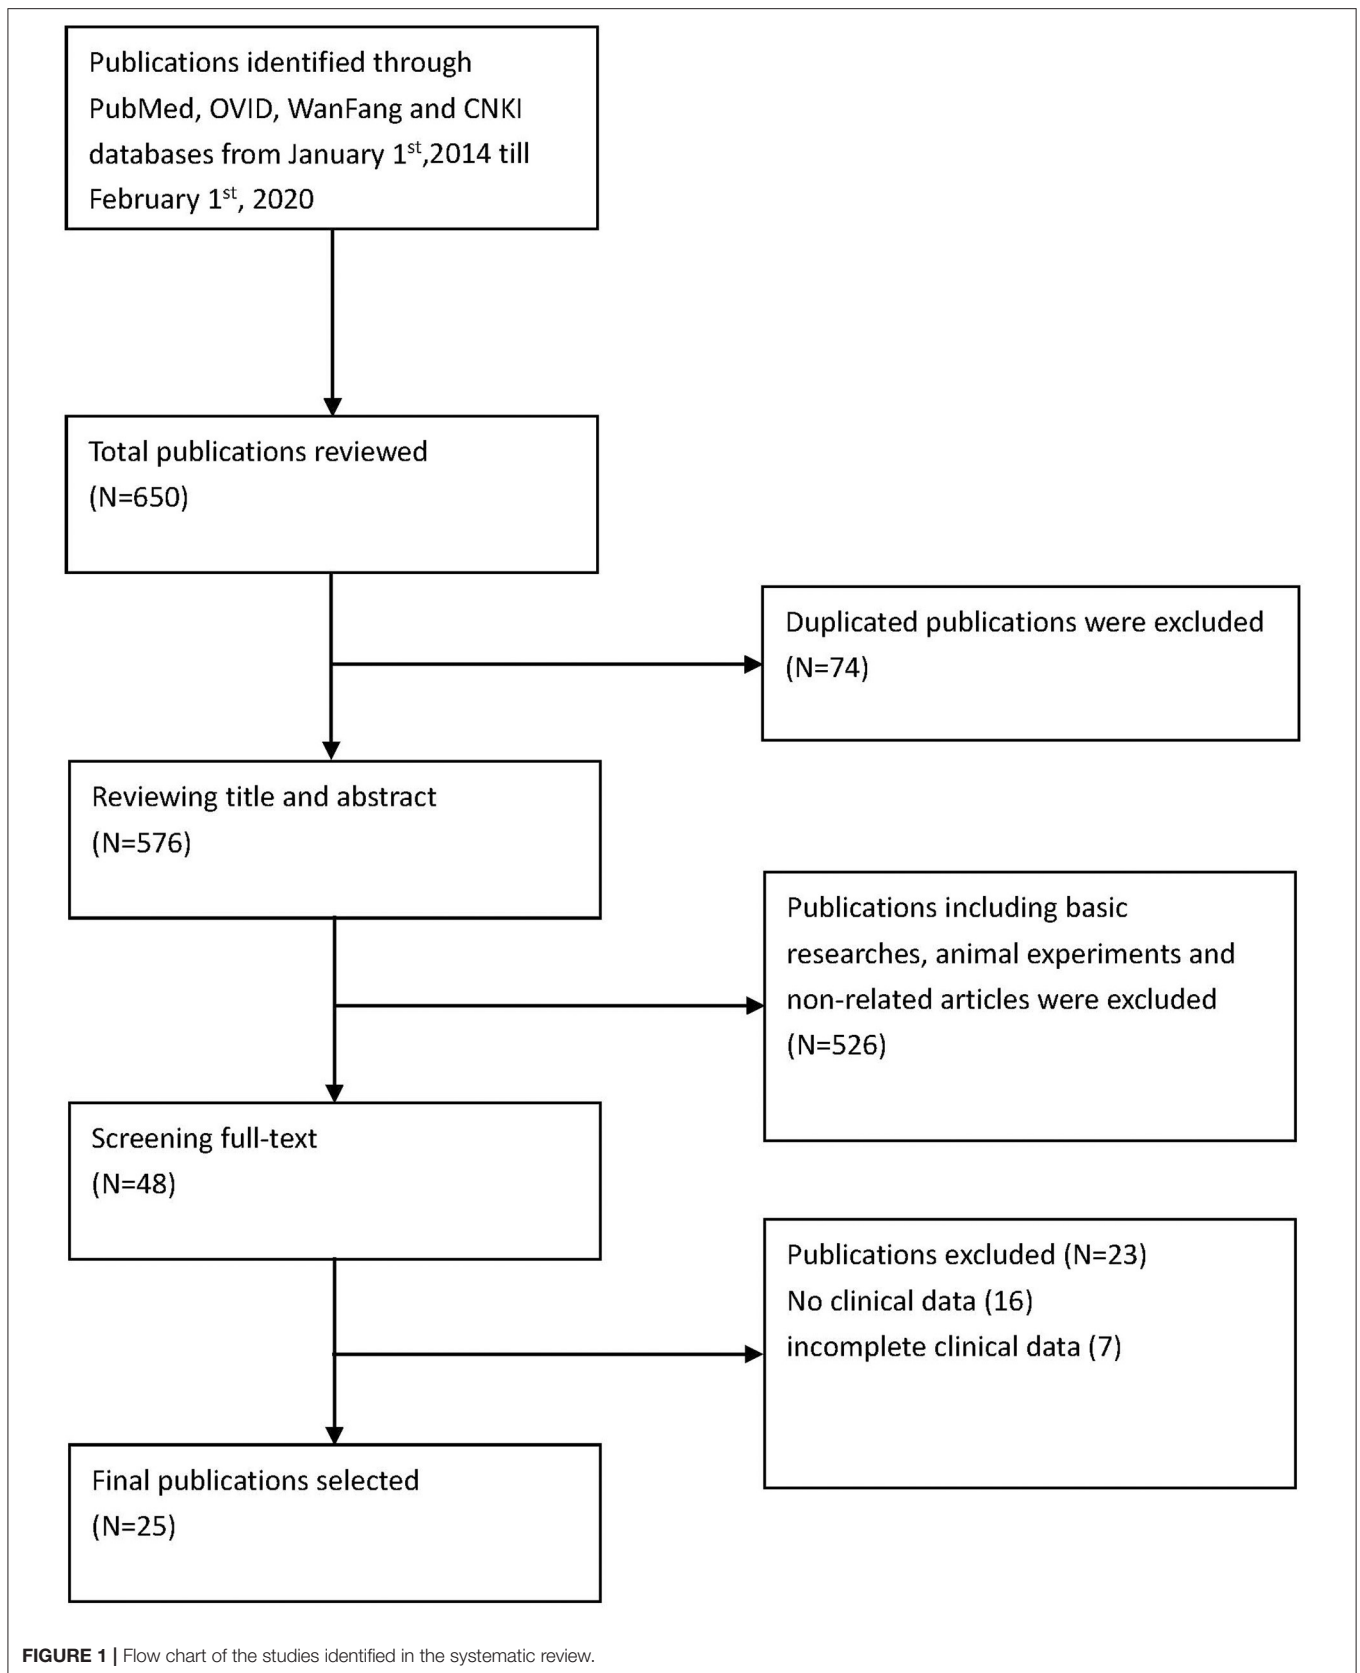 Publications identified through
PubMed, OVID, WanFang and CNKI
databases from January 1st,2014 till
February 1st, 2020
Total publications reviewed
(N=650)
Duplicated publications were excluded
(N=74)
Reviewing title and abstract
(N=576)
Publications including basic
researches, animal experiments and
non-related articles were excluded
(N=526)
Screening full-text
(N=48)
Publications excluded (N=23)
No clinical data (16)
incomplete clinical data (7)
Final publications selected
(N=25)
FIGURE 1 | Flow chart of the studies identified in the systematic review.